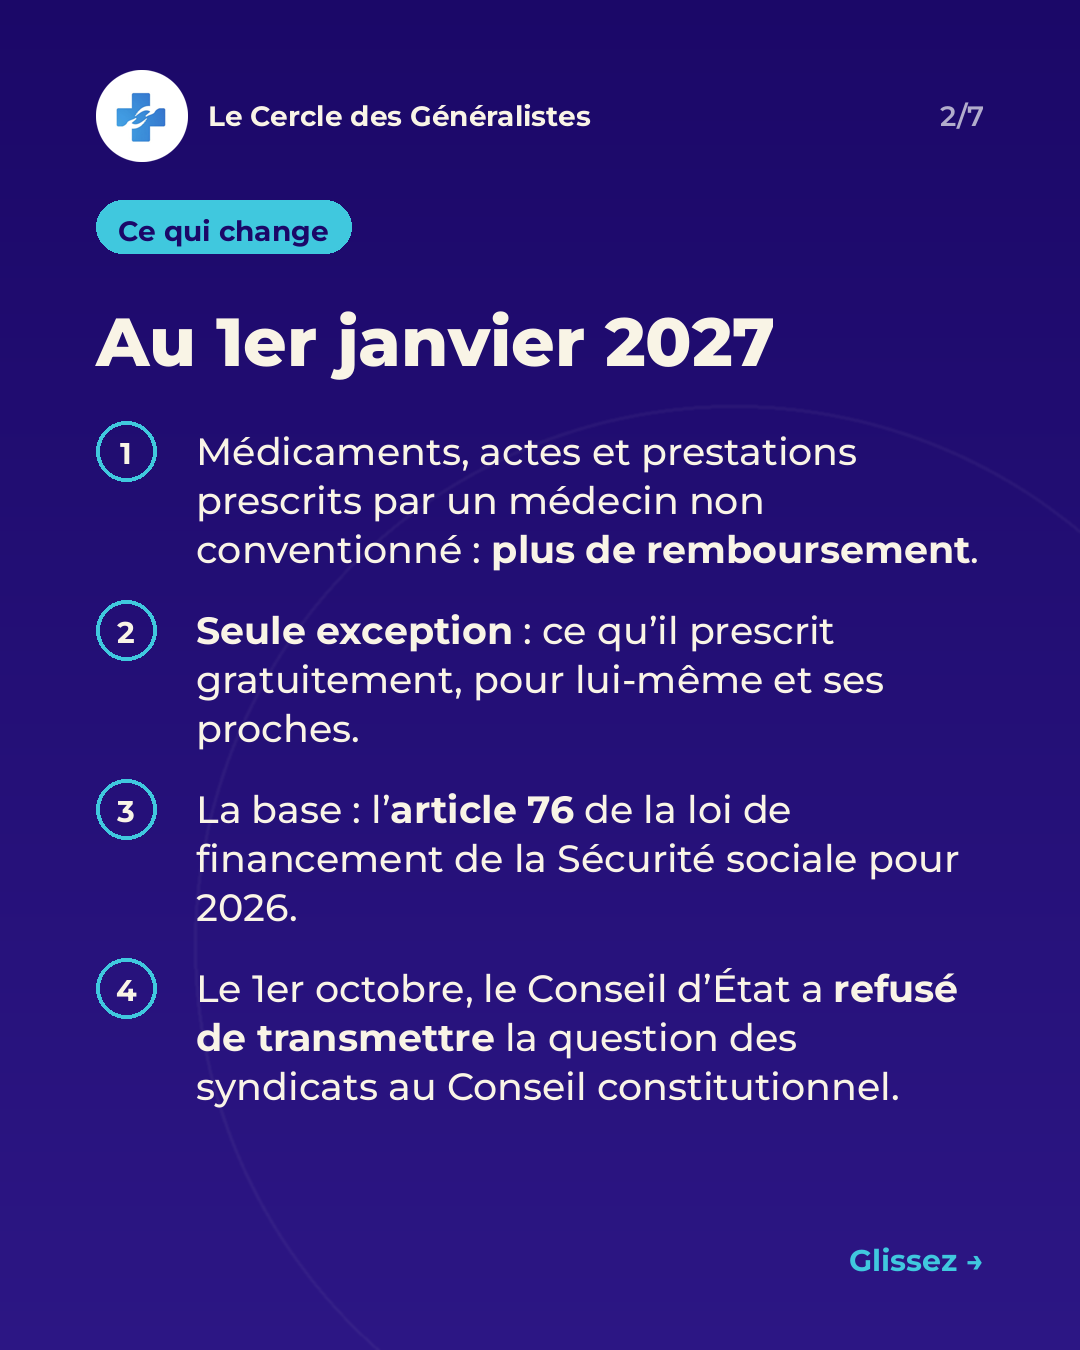 Le Cercle des Généralistes
2/7
Ce qui change
Au 1er janvier 2027
1
Médicaments, actes et prestations
prescrits par un médecin non
conventionné : plus de remboursement.
2
Seule exception : ce qu’il prescrit
gratuitement, pour lui-même et ses
proches.
3
La base : l’article 76 de la loi de
financement de la Sécurité sociale pour
2026.
4
Le 1er octobre, le Conseil d’État a refusé
de transmettre la question des
syndicats au Conseil constitutionnel.
Glissez →